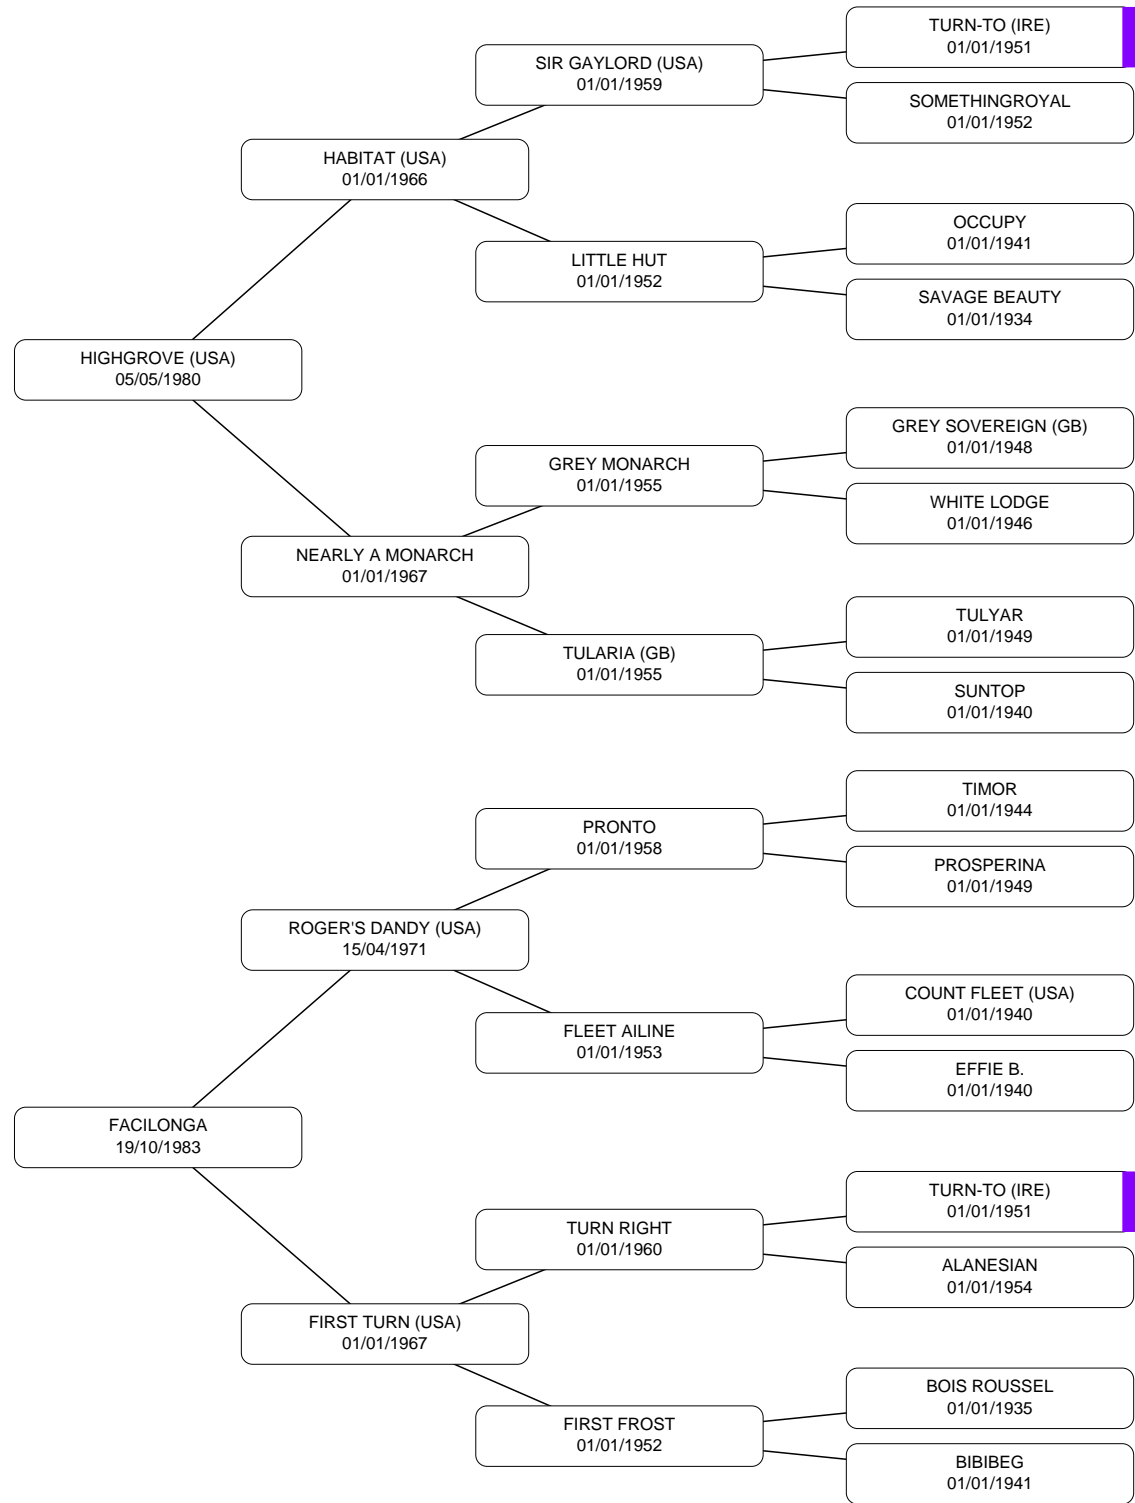 TURN-TO (IRE)
01/01/1951
SIR GAYLORD (USA)
01/01/1959
SOMETHINGROYAL
01/01/1952
HABITAT (USA)
01/01/1966
OCCUPY
01/01/1941
LITTLE HUT
01/01/1952
SAVAGE BEAUTY
01/01/1934
HIGHGROVE (USA)
05/05/1980
GREY SOVEREIGN (GB)
01/01/1948
GREY MONARCH
01/01/1955
WHITE LODGE
01/01/1946
NEARLY A MONARCH
01/01/1967
TULYAR
01/01/1949
TULARIA (GB)
01/01/1955
SUNTOP
01/01/1940
TIMOR
01/01/1944
PRONTO
01/01/1958
PROSPERINA
01/01/1949
ROGER'S DANDY (USA)
15/04/1971
COUNT FLEET (USA)
01/01/1940
FLEET AILINE
01/01/1953
EFFIE B.
01/01/1940
FACILONGA
19/10/1983
TURN-TO (IRE)
01/01/1951
TURN RIGHT
01/01/1960
ALANESIAN
01/01/1954
FIRST TURN (USA)
01/01/1967
BOIS ROUSSEL
01/01/1935
FIRST FROST
01/01/1952
BIBIBEG
01/01/1941